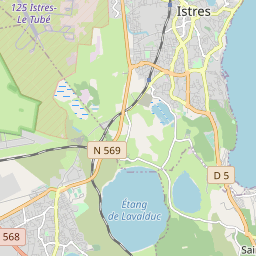 125 Istres-
Le Tubé
Istres
N 569
D 5
Étang
de Lavalduc
568
Sai